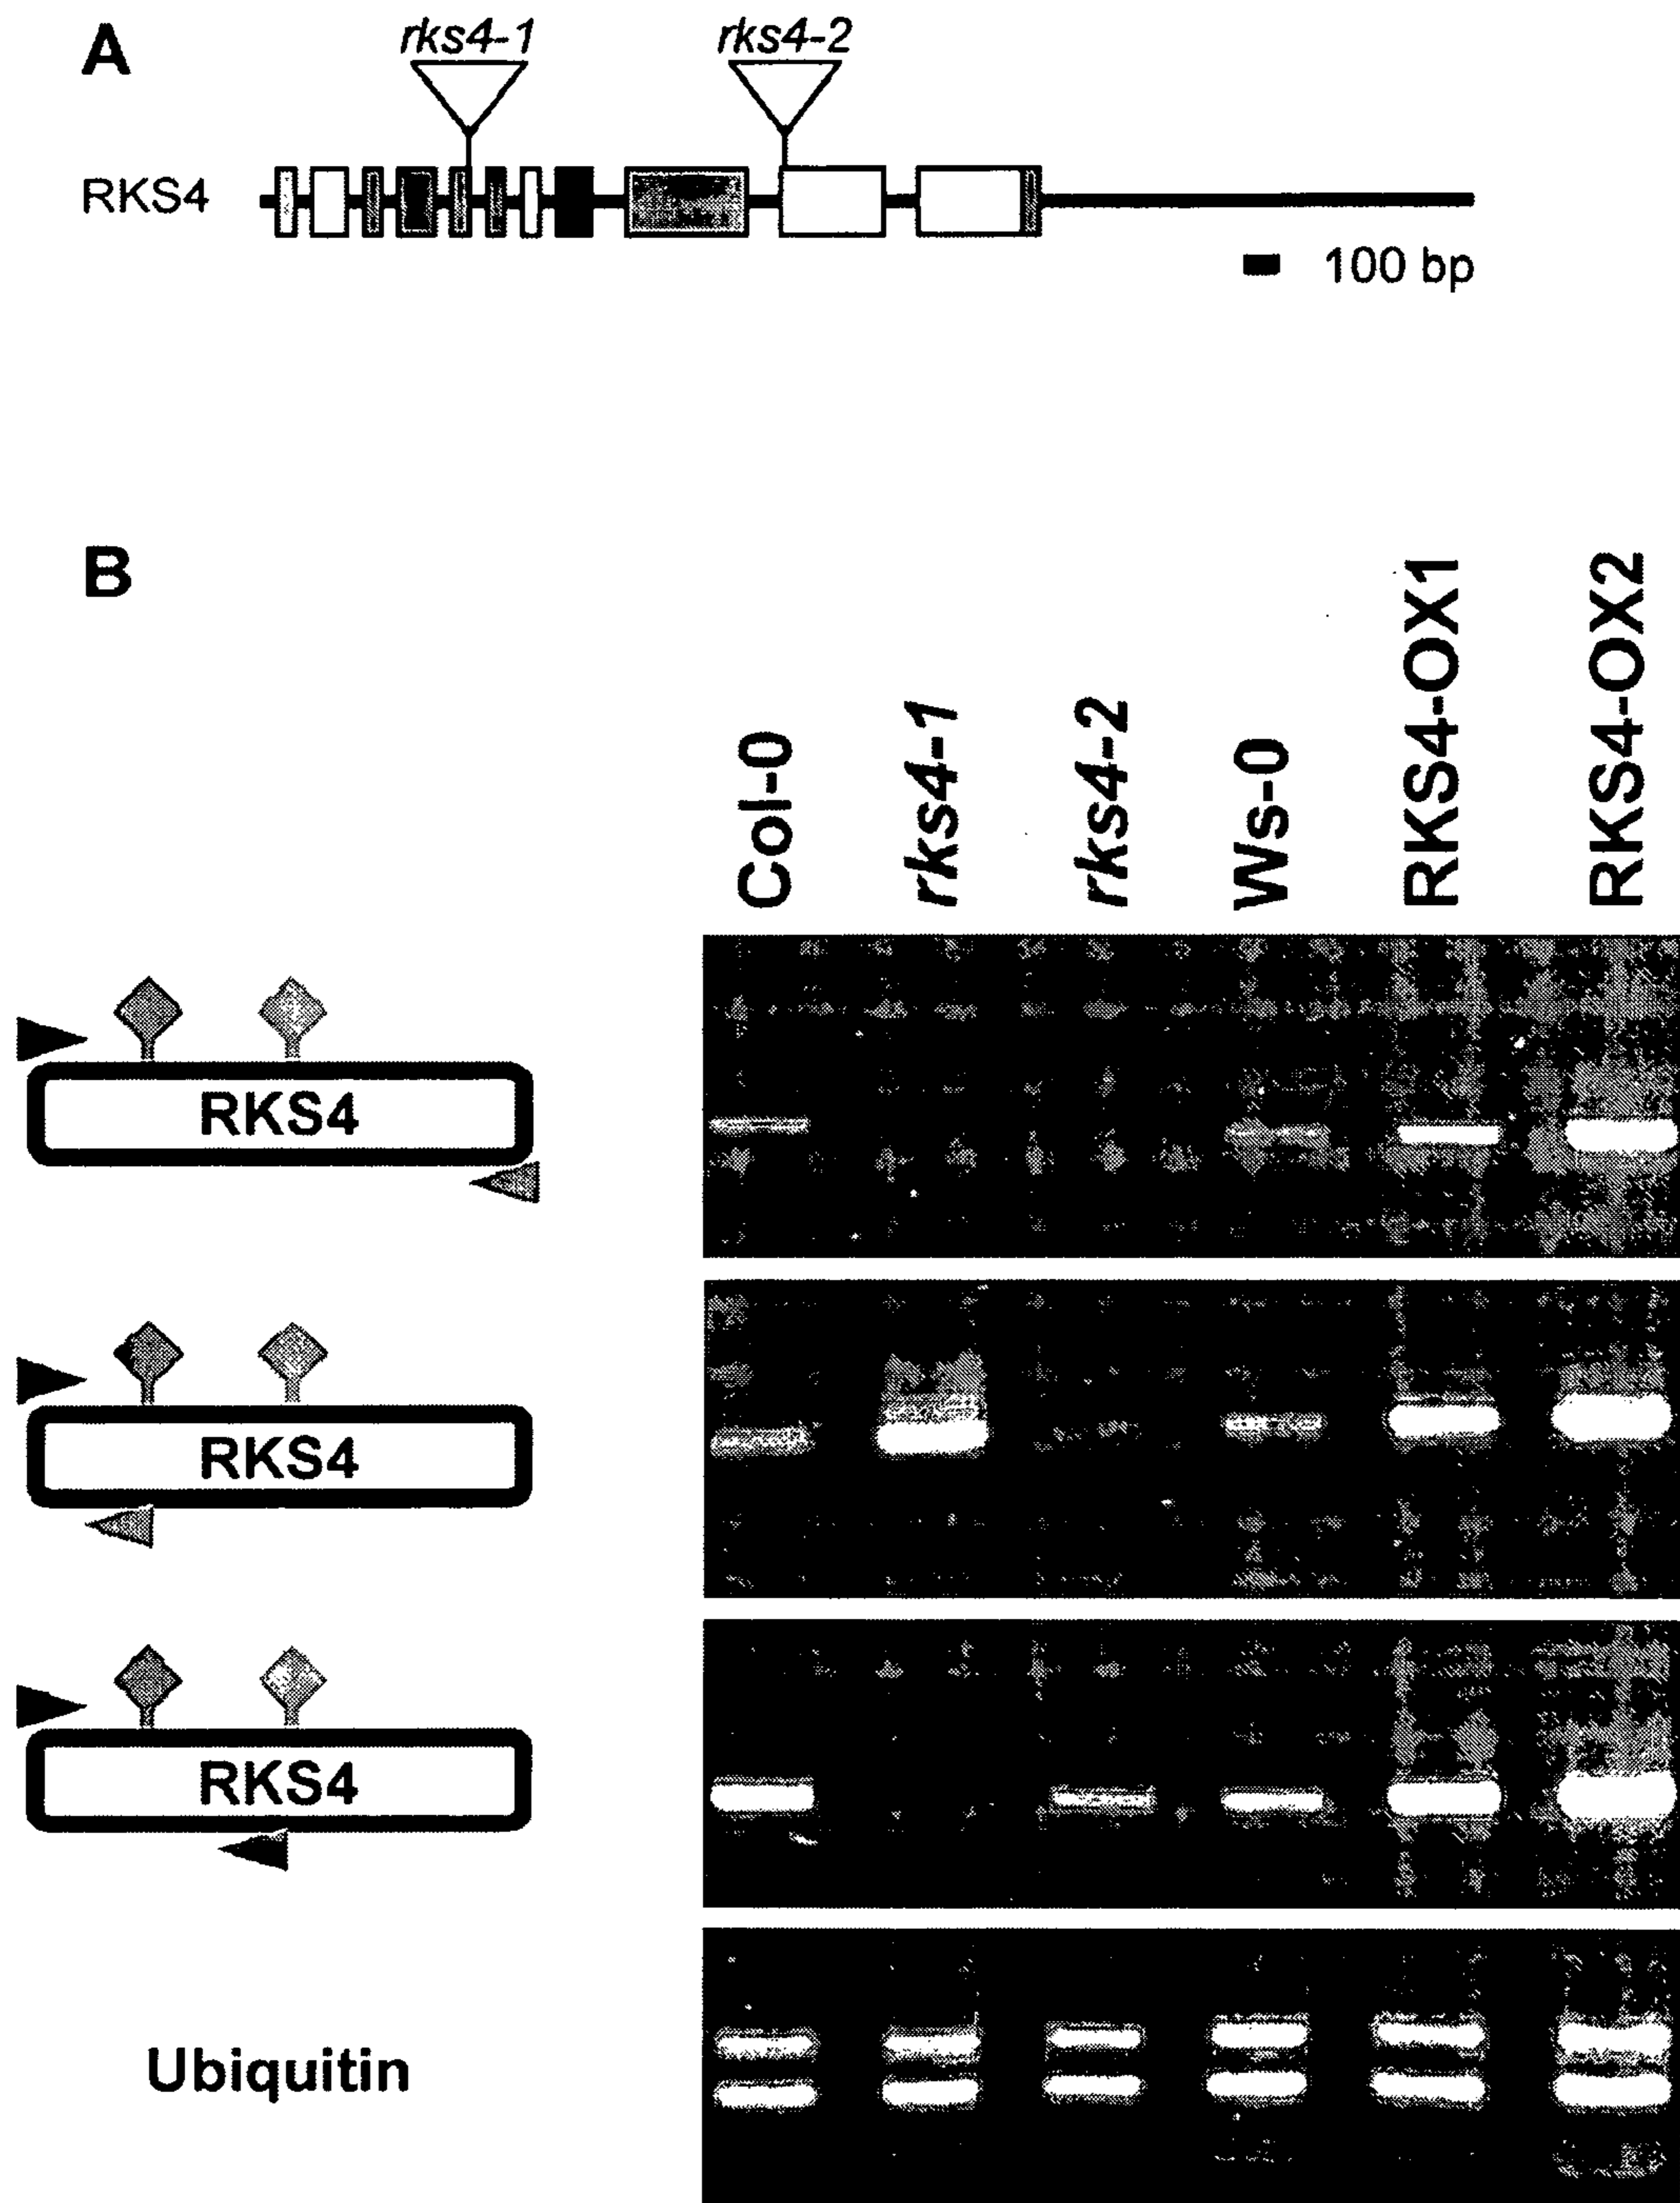 A
rks4-1
rks4-2
RKS4
100 bp
B
Col-0
rks4-1
rks4-2
Ws-0
RKS4-OX1
RKS4-OX2
RKS4
RKS4
RKS4
Ubiquitin